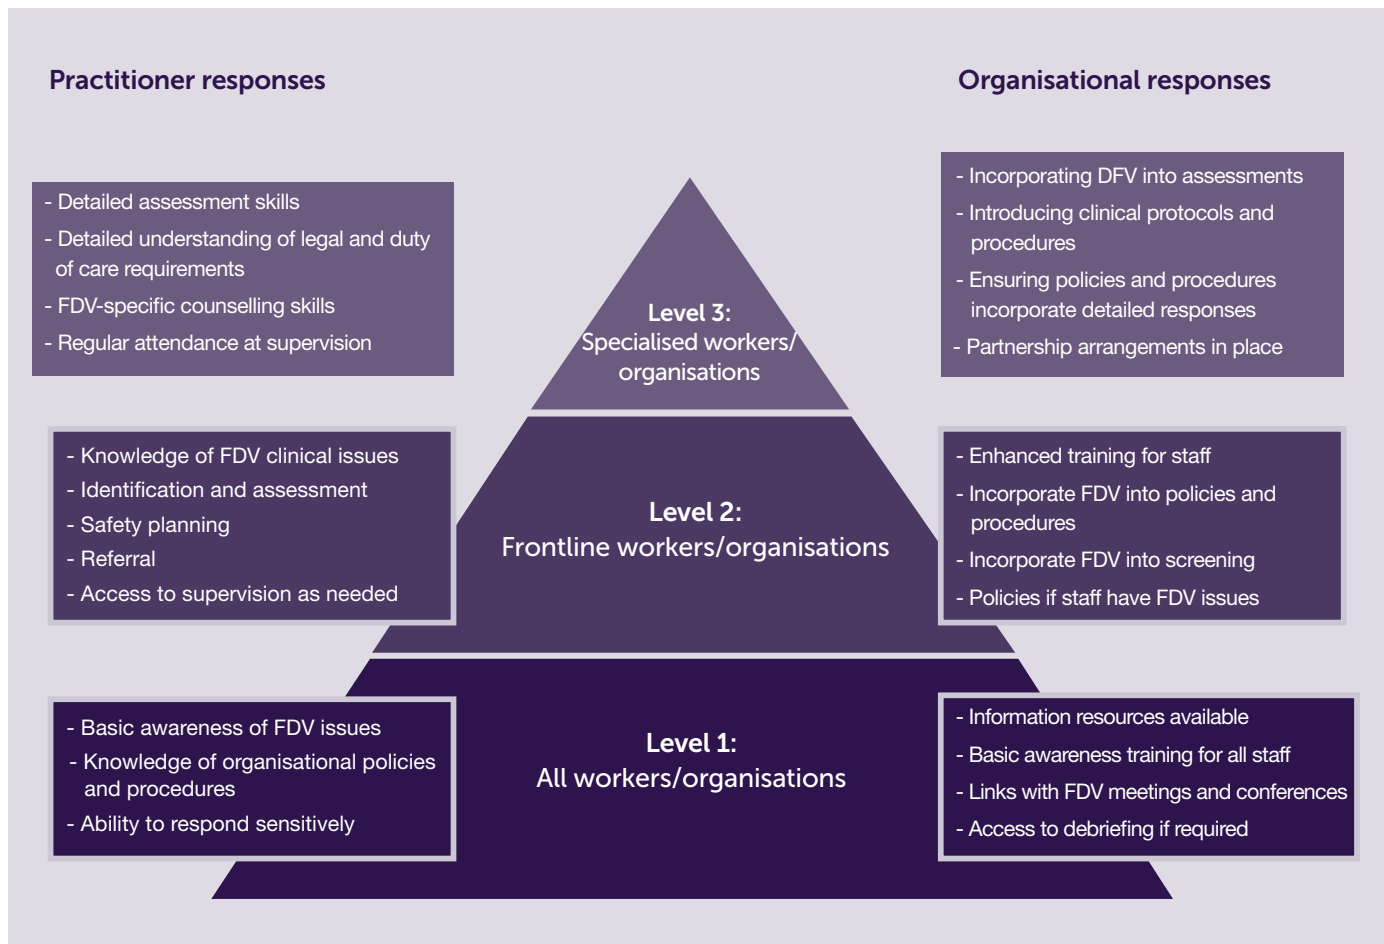 Practitioner responses
Organisational responses
- Detailed assessment skills
- Detailed understanding of legal and duty
of care requirements
- FDV-specific counselling skills
- Regular attendance at supervision
Level 3:
Specialised workers/
organisations
- Incorporating DFV into assessments
- Introducing clinical protocols and
procedures
- Ensuring policies and procedures
incorporate detailed responses
- Partnership arrangements in place
- Knowledge of FDV clinical issues
- Identification and assessment
- Safety planning
- Referral
- Access to supervision as needed
Level 2:
Frontline workers/organisations
- Enhanced training for staff
- Incorporate FDV into policies and
procedures
- Incorporate FDV into screening
- Policies if staff have FDV issues
- Basic awareness of FDV issues
- Knowledge of organisational policies
and procedures
- Ability to respond sensitively
Level 1:
All workers/organisations
- Information resources available
- Basic awareness training for all staff
- Links with FDV meetings and conferences
- Access to debriefing if required